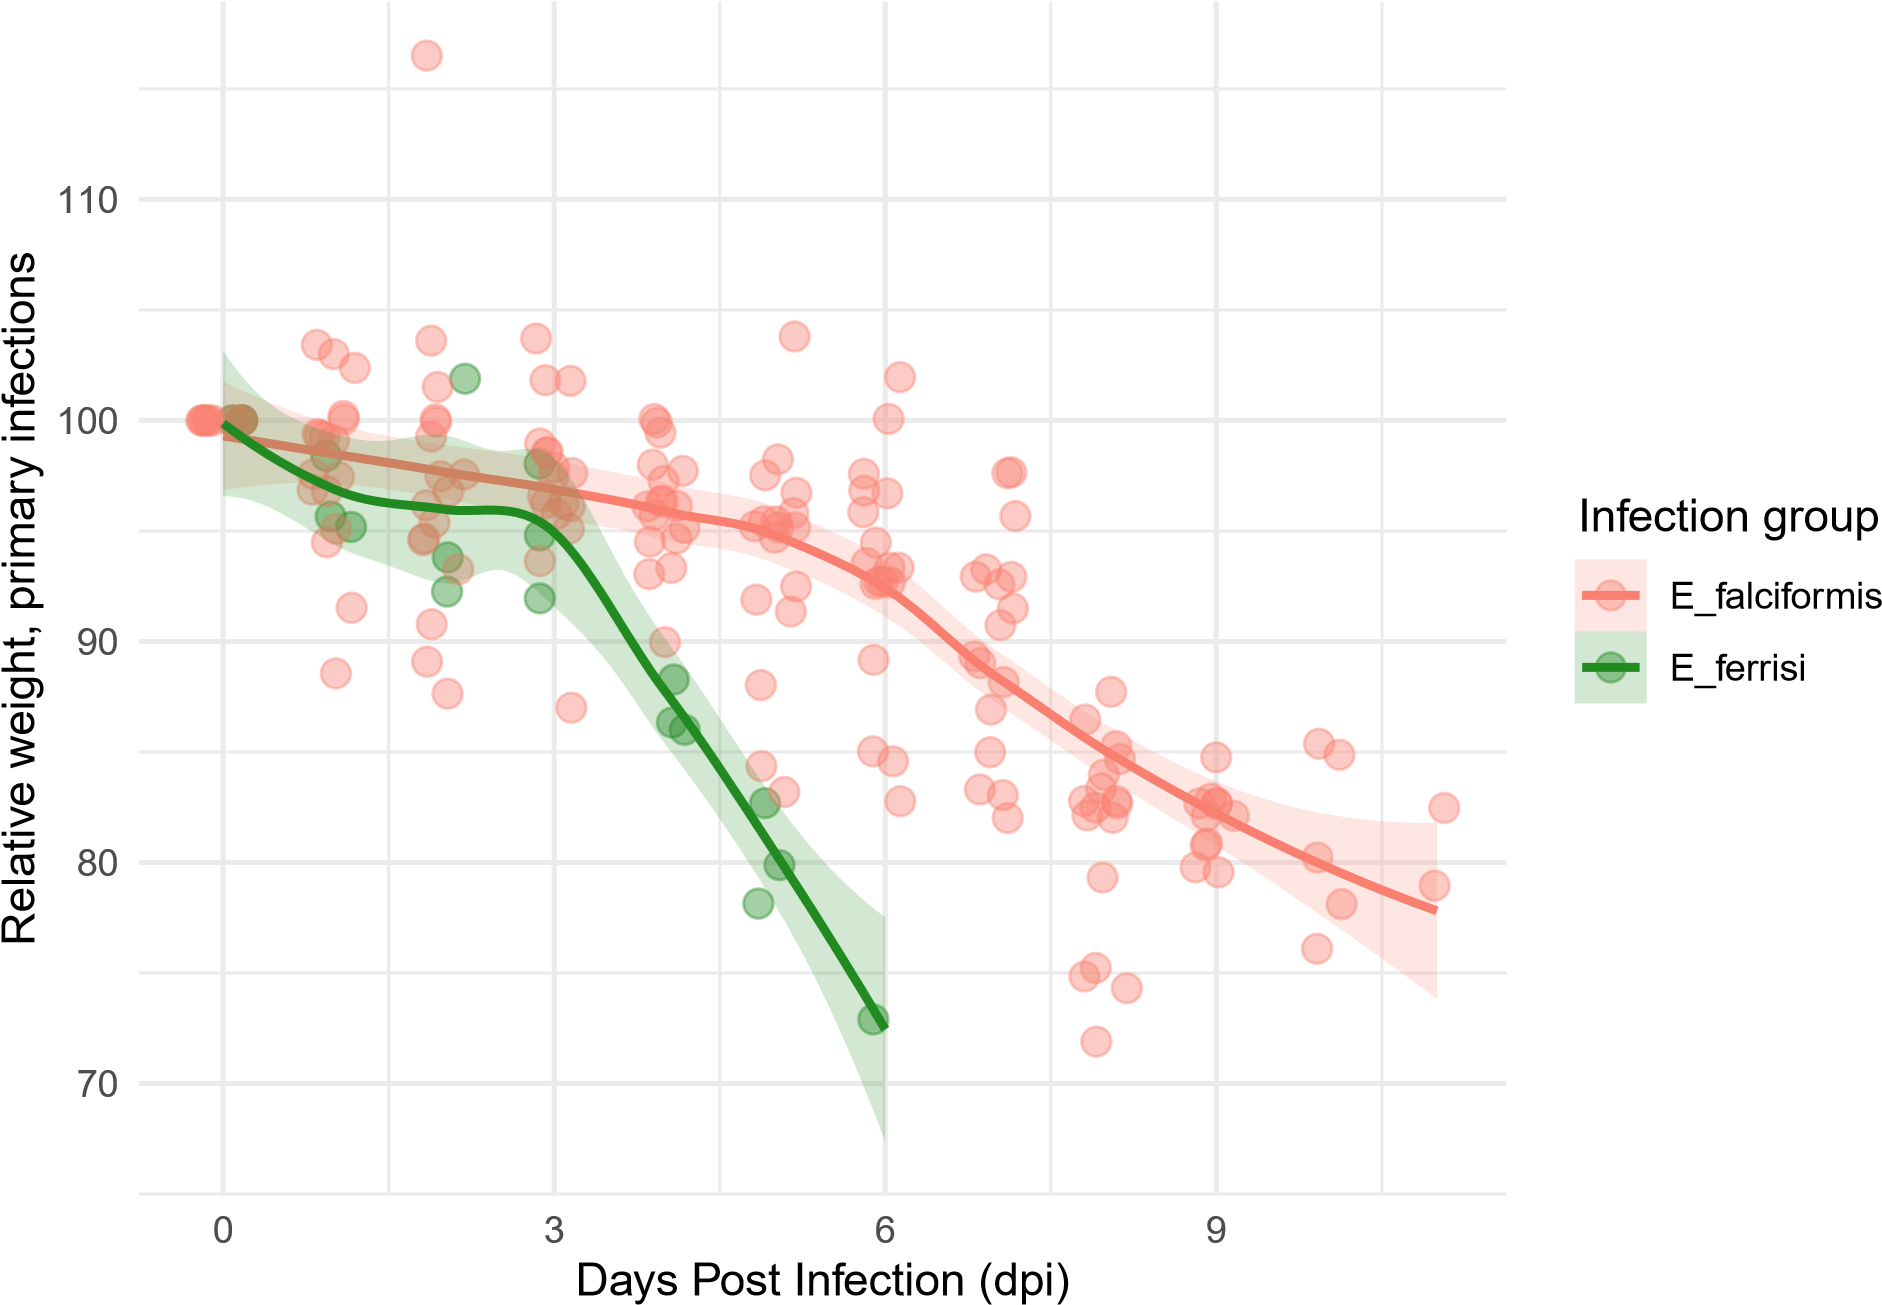 Relative weight, primary infections
110
100
90
80
70
0
3
6
9
Days Post Infection (dpi)
Infection group
E_falciformis
E_ferrisi